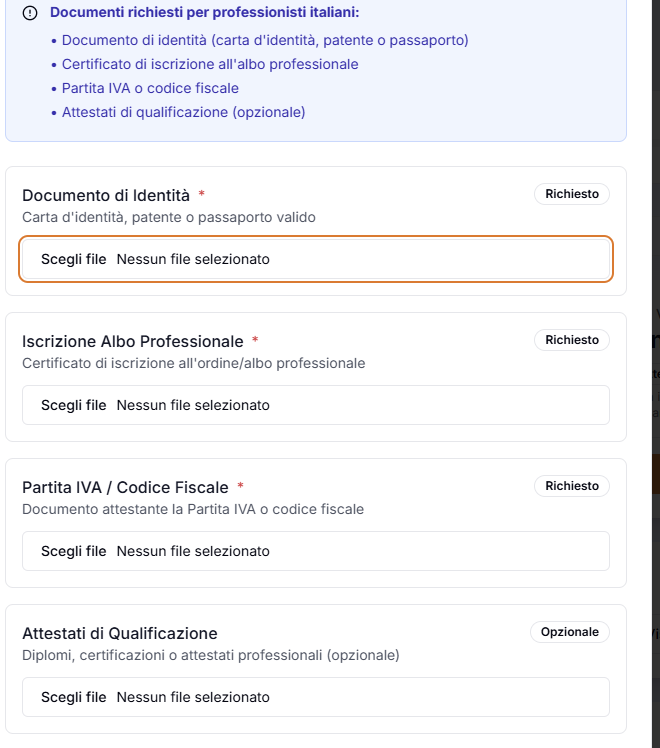 Documenti richiesti per professionisti italiani:
• Documento di identità (carta d'identità, patente o passaporto)
• Certificato di iscrizione all'albo professionale
• Partita IVA o codice fiscale
• Attestati di qualificazione (opzionale)
Documento di Identità * Richiesto
Carta d'identità, patente o passaporto valido
Scegli file Nessun file selezionato
Iscrizione Albo Professionale * Richiesto
Certificato di iscrizione all'ordine/albo professionale
Scegli file Nessun file selezionato
Partita IVA / Codice Fiscale * Richiesto
Documento attestante la Partita IVA o codice fiscale
Scegli file Nessun file selezionato
Attestati di Qualificazione Opzionale
Diplomi, certificazioni o attestati professionali (opzionale)
Scegli file Nessun file selezionato